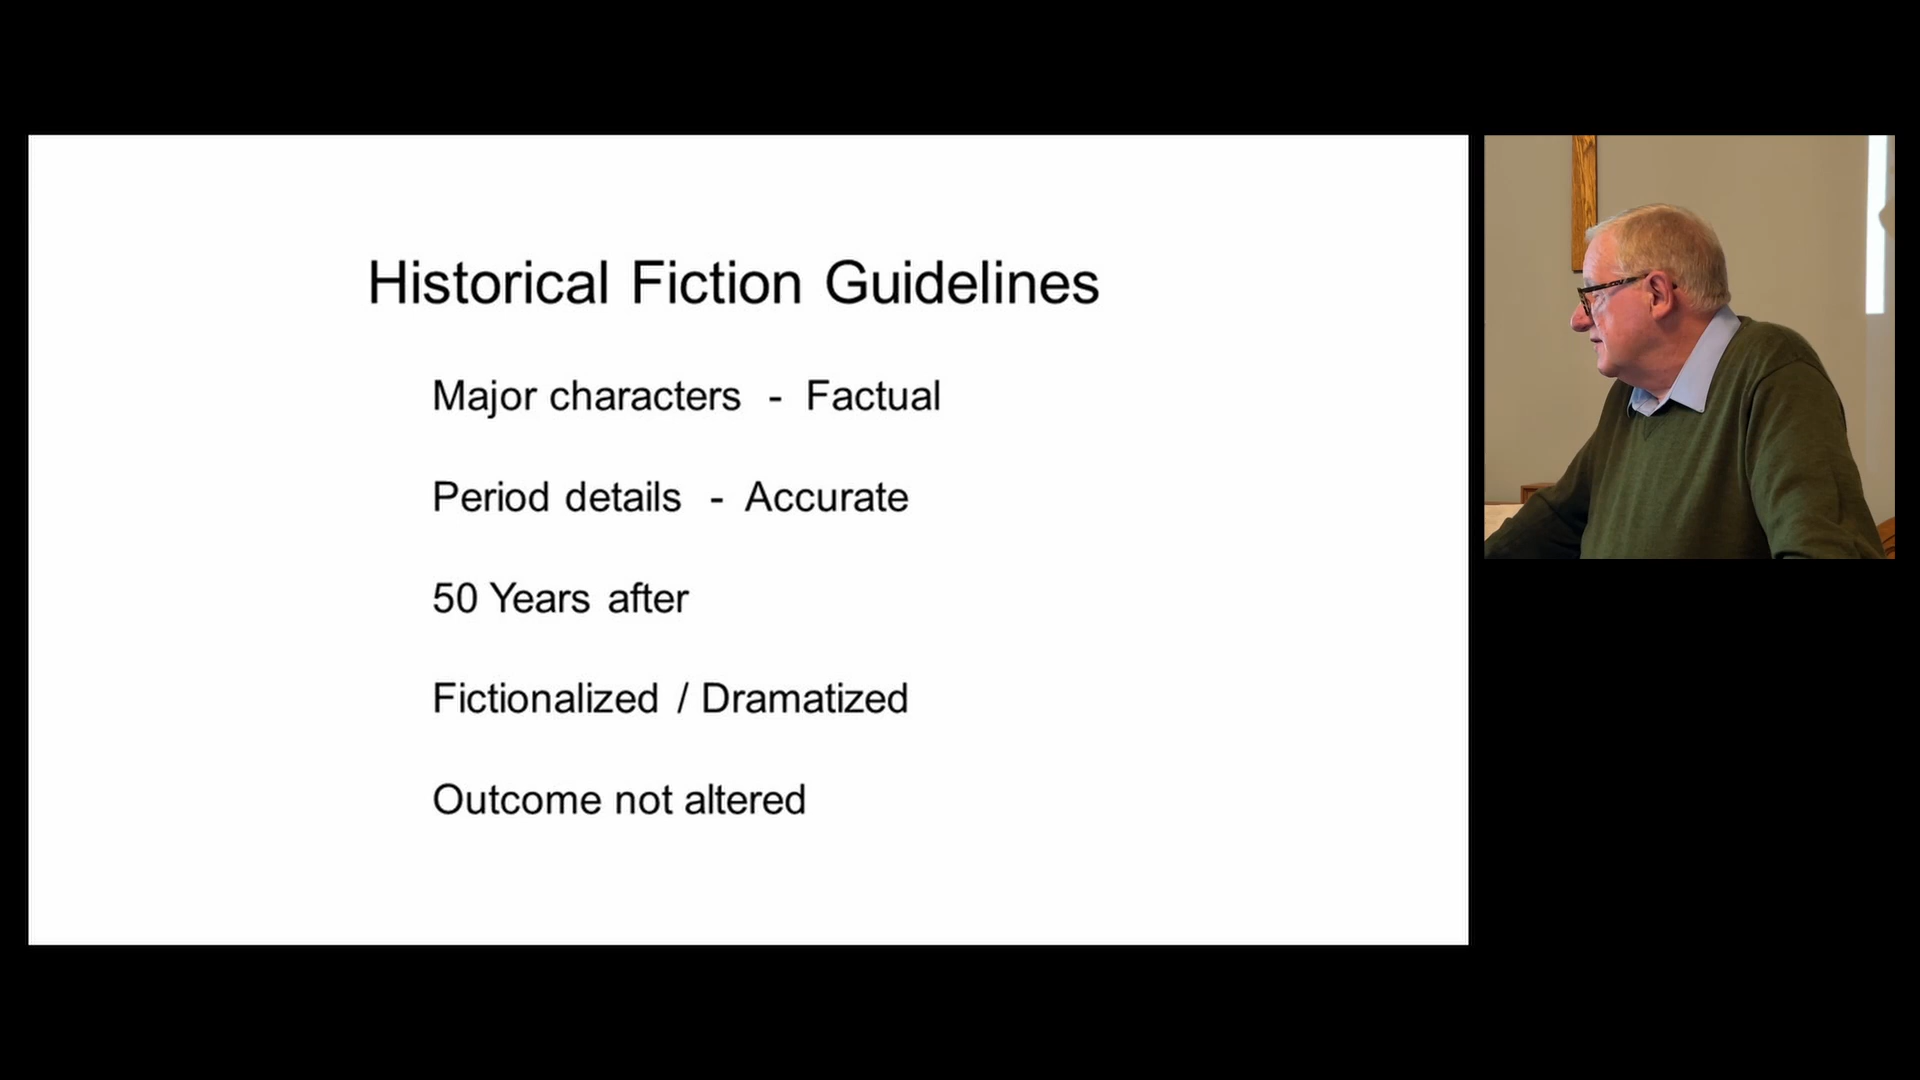 Historical Fiction Guidelines
Major characters - Factual
Period details - Accurate
50 Years after
Fictionalized / Dramatized
Outcome not altered